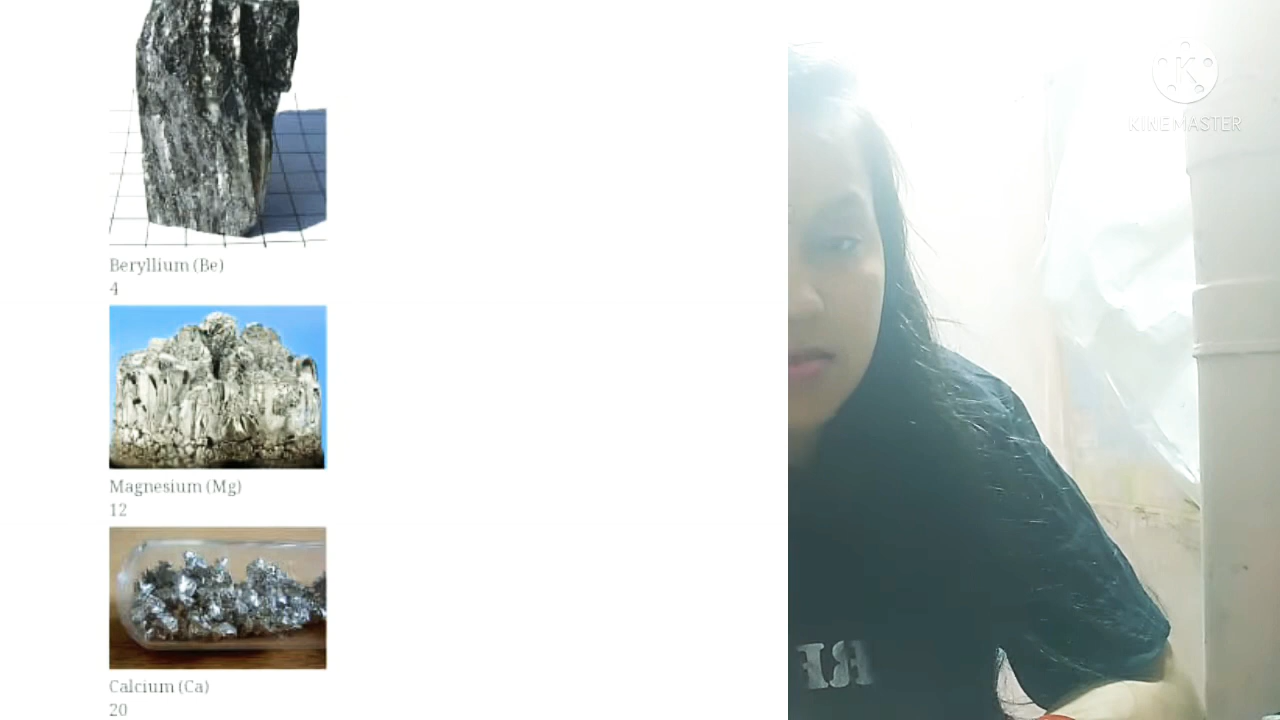 Beryllium (Be)
4
Magnesium (Mg)
12
Calcium (Ca)
20
KINEMASTER